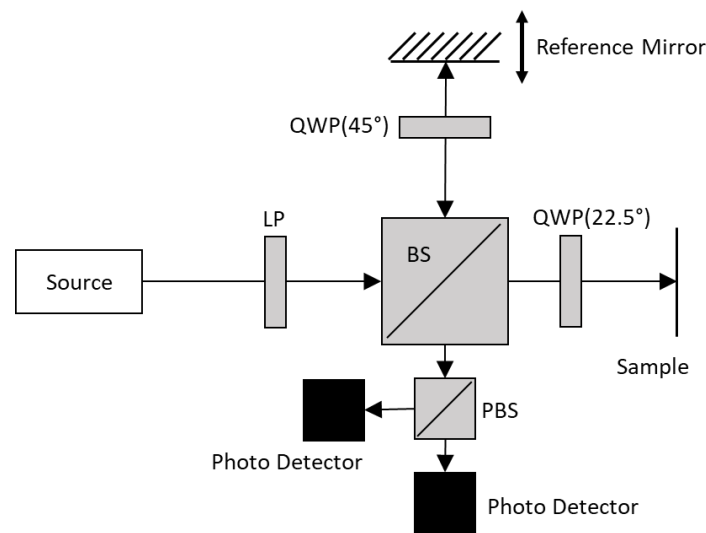 Reference Mirror
QWP(45°)
LP
QWP(22.5°)
BS
Source
Sample
PBS
Photo Detector
Photo Detector